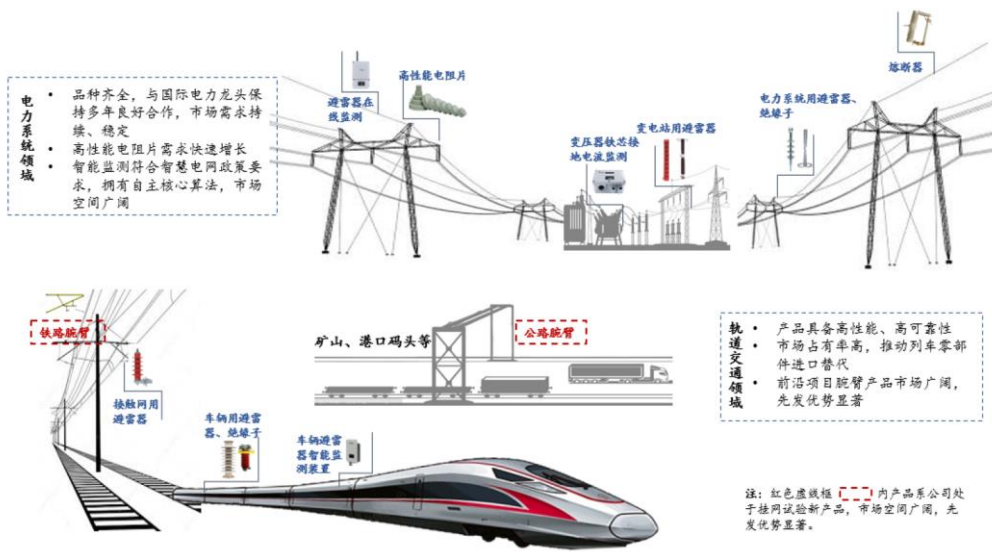 电力系统领域
• 品种齐全，与国际电力龙头保
持多年良好合作，市场需求持
续、稳定
• 高性能电阻片需求快速增长
• 智能监测符合智慧电网政策要
求，拥有自主核心算法，市场
空间广阔
避雷器在
线监测
高性能电阻片
变压器铁芯接
地电波监测
变电站用避雷器
熔断器
电力系统用避雷器、
绝缘子
铁路腕臂
接触网用
避雷器
矿山、港口码头等
公路腕臂
车辆用避雷
器、绝缘子
车辆避雷
器智能监
测装置
轨道交通领域
• 产品具备高性能、高可靠性
• 市场占有率高，推动列车零部
件进口替代
• 前沿项目腕臂产品市场广阔，
先发优势显著
注：红色虚线框 内产品系公司处
于挂网试验新产品，市场空间广阔，先
发优势显著。